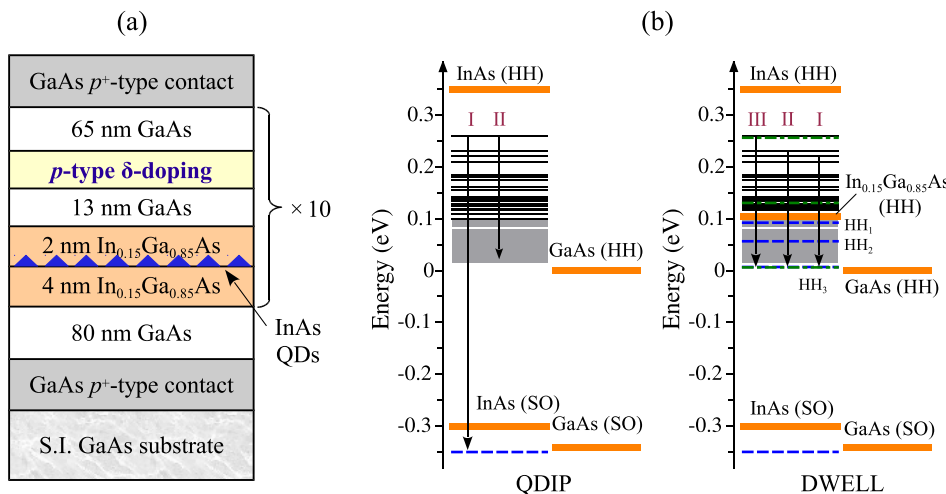 (a)
GaAs p⁺-type contact
65 nm GaAs
p-type δ-doping
13 nm GaAs
2 nm In₀.₁₅Ga₀.₈₅As
4 nm In₀.₁₅Ga₀.₈₅As
80 nm GaAs
GaAs p⁺-type contact
S.I. GaAs substrate
× 10
InAs
QDs
(b)
Energy (eV)
0.3
0.2
0.1
0
-0.1
-0.2
-0.3
InAs (HH)
I II
GaAs (HH)
InAs (SO)
GaAs (SO)
QDIP
Energy (eV)
0.3
0.2
0.1
0
-0.1
-0.2
-0.3
InAs (HH)
III II I
In₀.₁₅Ga₀.₈₅As
(HH)
HH₁
HH₂
HH₃
GaAs (HH)
InAs (SO)
GaAs (SO)
DWELL